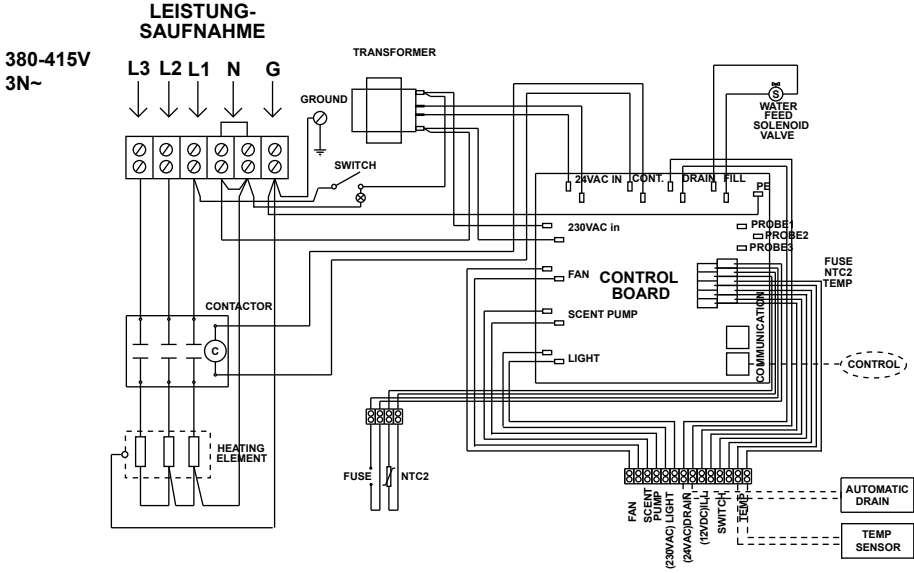 LEISTUNG-
SAUFNAHME
380-415V
3N~
L3 L2 L1 N G
TRANSFORMER
GROUND
SWITCH
S
WATER
FEED
SOLENOID
VALVE
24VAC IN CONT. DRAIN FILL
PE
230VAC in
PROBE1
PROBE2
PROBE3
FAN
CONTROL
BOARD
FUSE
NTC2
TEMP
SCENT PUMP
COMMUNICATION
LIGHT
CONTROL
CONTACTOR
C
HEATING
ELEMENT
FUSE
NTC2
FAN
SCENT
PUMP
(230VAC) LIGHT
(24VAC)DRAIN
(12VDC)ILL
SWITCH
TEMP
AUTOMATIC
DRAIN
TEMP
SENSOR